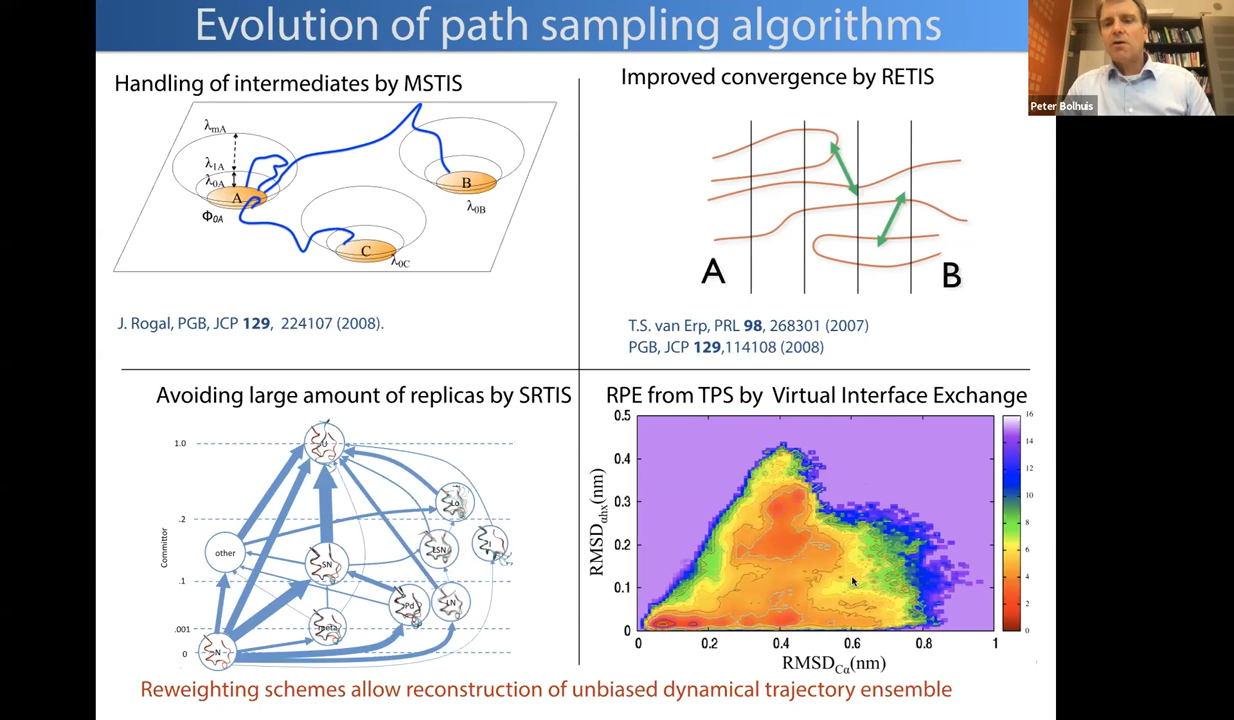 Evolution of path sampling algorithms
Peter Bolhuis
Handling of intermediates by MSTIS
λmA
λ1A
λ0A
A
Φ0A
B
λ0B
C
λ0C
J. Rogal, PGB, JCP 129, 224107 (2008).
Improved convergence by RETIS
A
B
T.S. van Erp, PRL 98, 268301 (2007)
PGB, JCP 129,114108 (2008)
Avoiding large amount of replicas by SRTIS
Committor
1.0
.2
.1
.001
0
U
Lo
other
LSN
I
SN
Pd
LN
meta
N
RPE from TPS by Virtual Interface Exchange
RMSDαhx(nm)
0.5
0.4
0.3
0.2
0.1
0
0
0.2
0.4
0.6
0.8
1
RMSDCα(nm)
16
14
12
10
8
6
4
2
0
Reweighting schemes allow reconstruction of unbiased dynamical trajectory ensemble